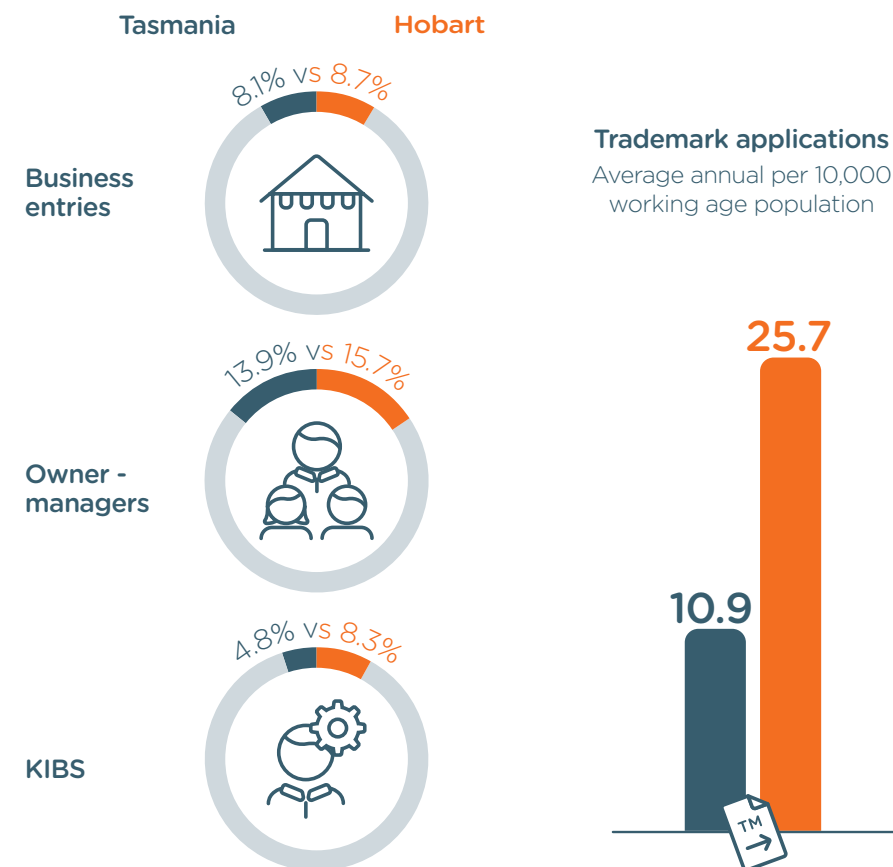 Tasmania
Hobart
8.1% vs 8.7%
Business
entries
13.9% vs 15.7%
Owner -
managers
4.8% vs 8.3%
KIBS
Trademark applications
Average annual per 10,000
working age population
25.7
10.9
TM